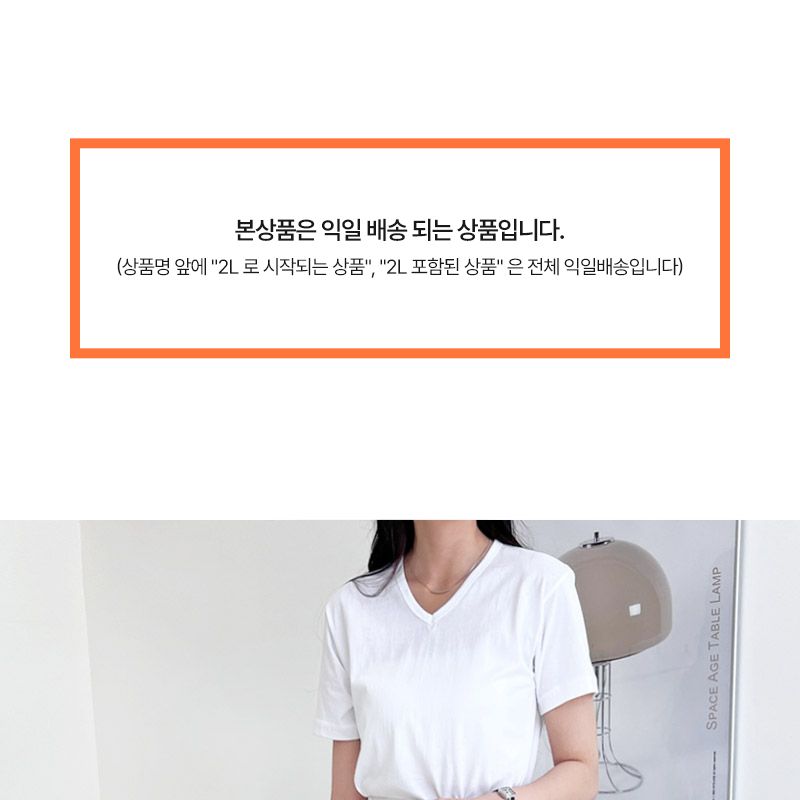 본상품은 익일 배송 되는 상품입니다.
(상품명 앞에 "2L 로 시작되는 상품", "2L 포함된 상품" 은 전체 익일배송입니다)
SPACE AGE TABLE LAMP